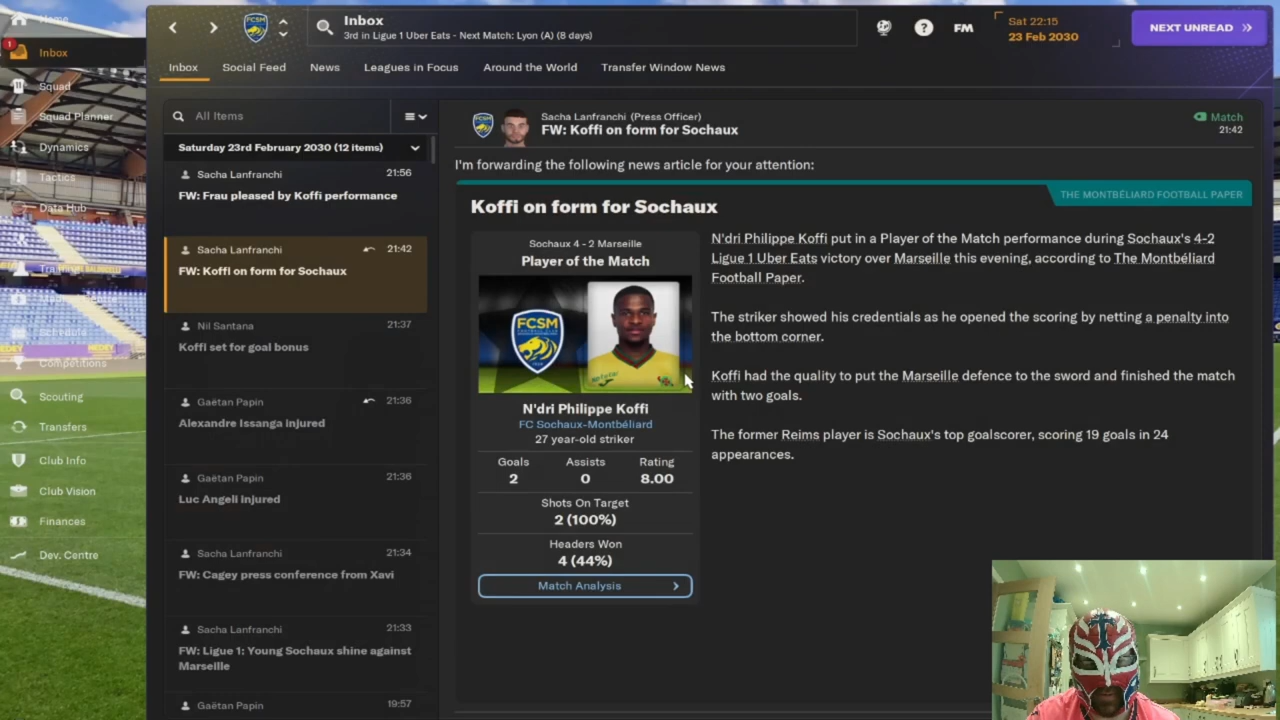 Home
1
Inbox
Squad
Squad Planner
Dynamics
Tactics
Data Hub
Competitions
Scouting
Transfers
Club Info
Club Vision
Finances
Dev. Centre
FCSM
Inbox
3rd in Ligue 1 Uber Eats - Next Match: Lyon (A) (8 days)
?
FM
Sat 22:15
23 Feb 2030
NEXT UNREAD
Inbox
Social Feed
News
Leagues in Focus
Around the World
Transfer Window News
All Items
Saturday 23rd February 2030 (12 items)
Sacha Lanfranchi 21:56
FW: Frau pleased by Koffi performance
Sacha Lanfranchi 21:42
FW: Koffi on form for Sochaux
Nil Santana 21:37
Koffi set for goal bonus
Gaëtan Papin 21:36
Alexandre Issanga injured
Gaëtan Papin 21:36
Luc Angeli injured
Sacha Lanfranchi 21:34
FW: Cagey press conference from Xavi
Sacha Lanfranchi 21:33
FW: Ligue 1: Young Sochaux shine against
Marseille
Gaëtan Papin 19:57
Sacha Lanfranchi (Press Officer)
FW: Koffi on form for Sochaux
Match
21:42
I'm forwarding the following news article for your attention:
THE MONTBÉLIARD FOOTBALL PAPER
Koffi on form for Sochaux
Sochaux 4 - 2 Marseille
Player of the Match
FCSM
N'dri Philippe Koffi
FC Sochaux-Montbéliard
27 year-old striker
Goals Assists Rating
2 0 8.00
Shots On Target
2 (100%)
Headers Won
4 (44%)
Match Analysis
N'dri Philippe Koffi put in a Player of the Match performance during Sochaux's 4-2
Ligue 1 Uber Eats victory over Marseille this evening, according to The Montbéliard
Football Paper.
The striker showed his credentials as he opened the scoring by netting a penalty into
the bottom corner.
Koffi had the quality to put the Marseille defence to the sword and finished the match
with two goals.
The former Reims player is Sochaux's top goalscorer, scoring 19 goals in 24
appearances.